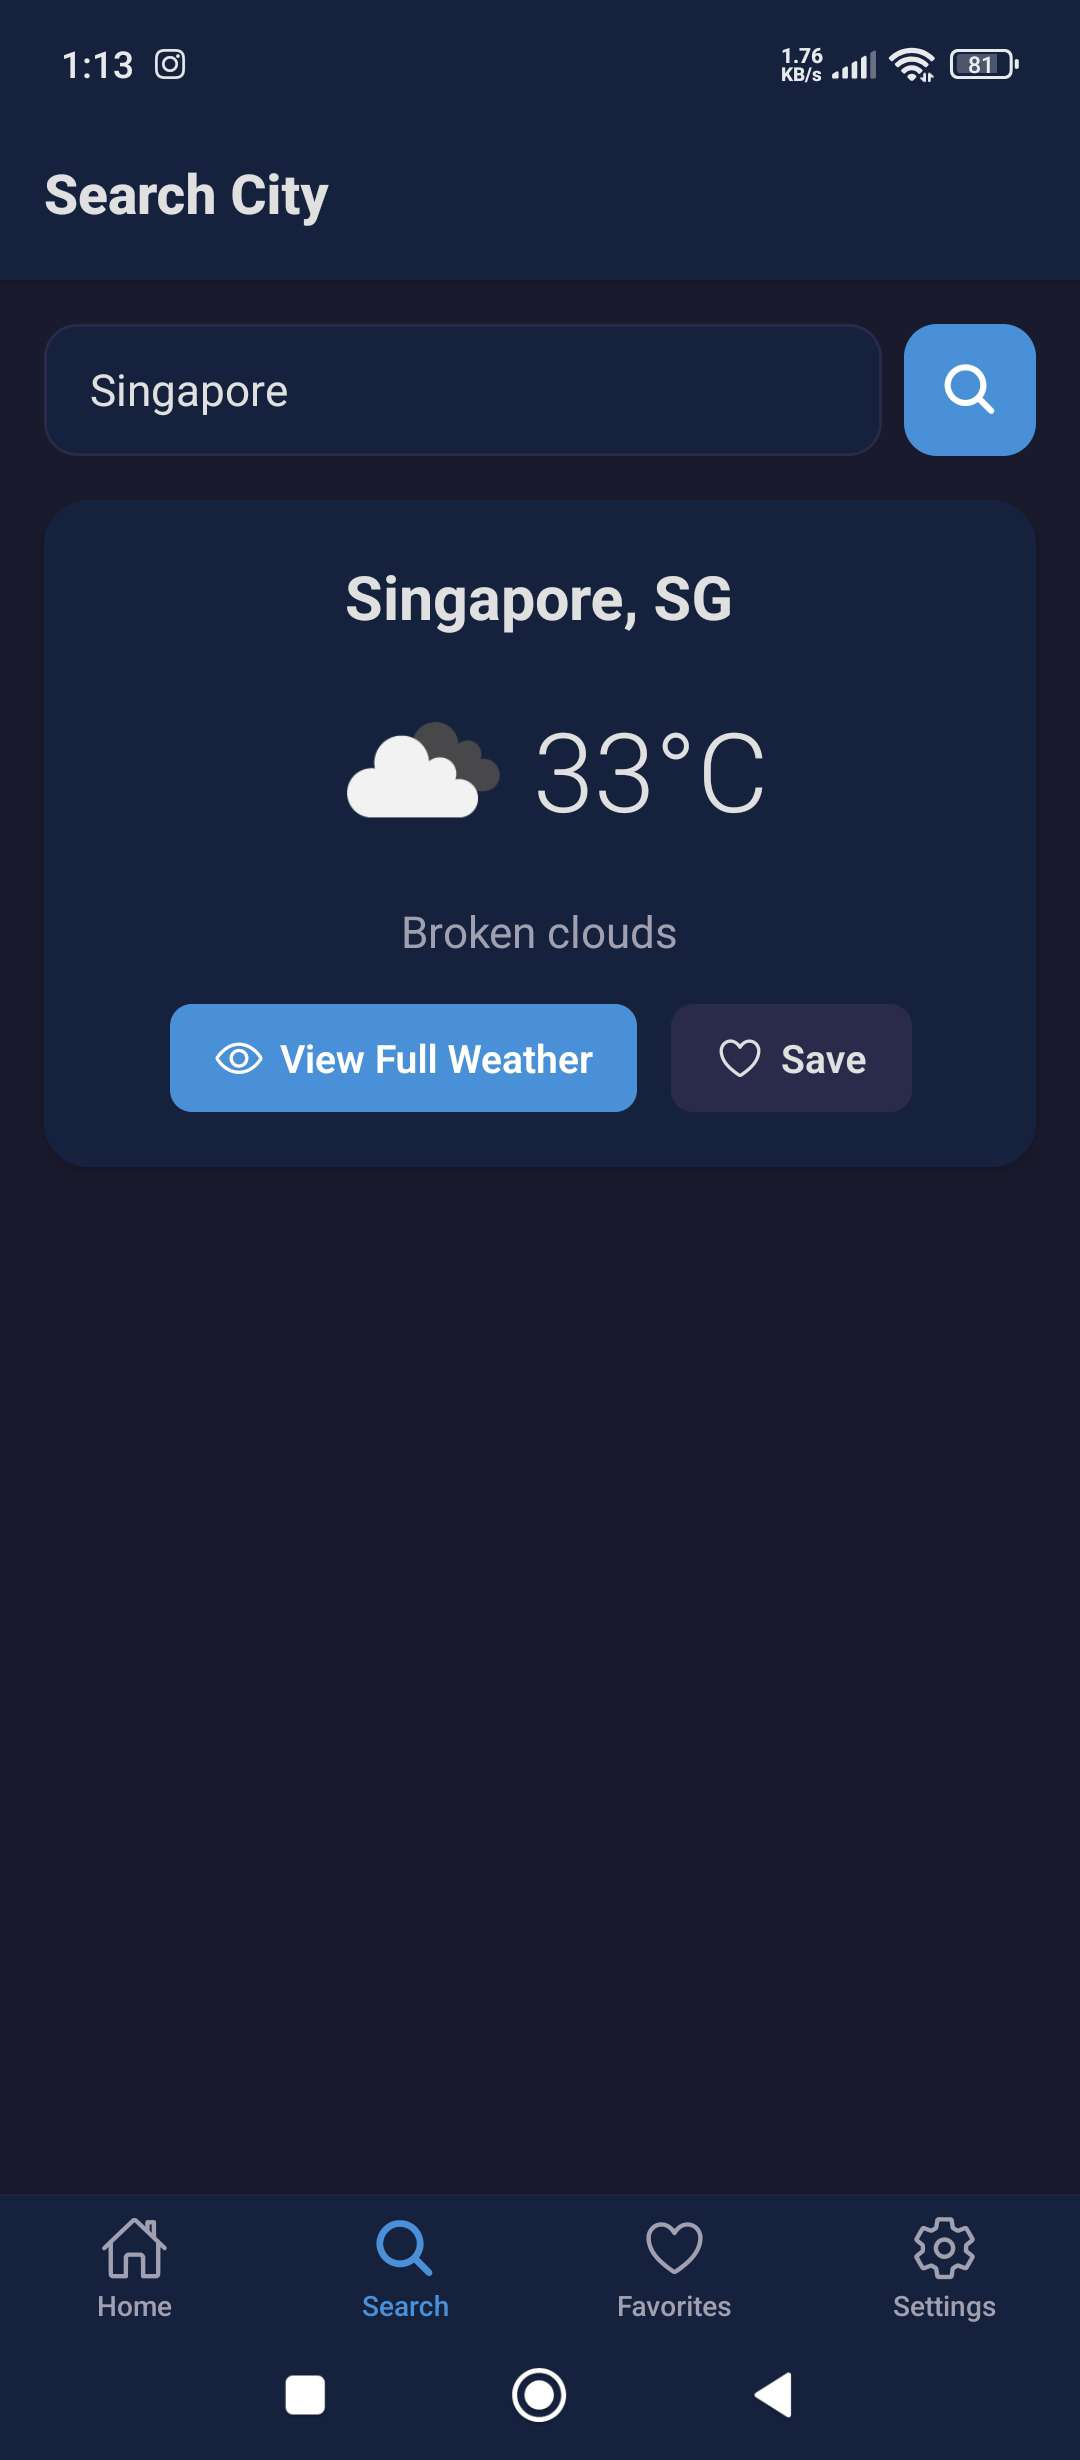 1:13
1.76
KB/s
81
Search City
Singapore
Singapore, SG
33°C
Broken clouds
View Full Weather
Save
Home
Search
Favorites
Settings